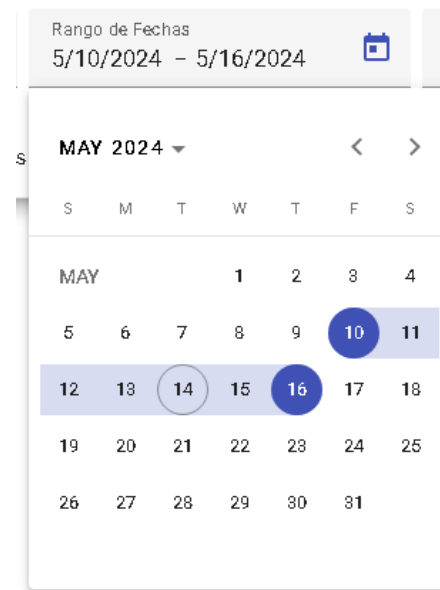 Rango de Fechas
5/10/2024 – 5/16/2024
s
MAY 2024
S M T W T F S
MAY 1 2 3 4
5 6 7 8 9 10 11
12 13 14 15 16 17 18
19 20 21 22 23 24 25
26 27 28 29 30 31